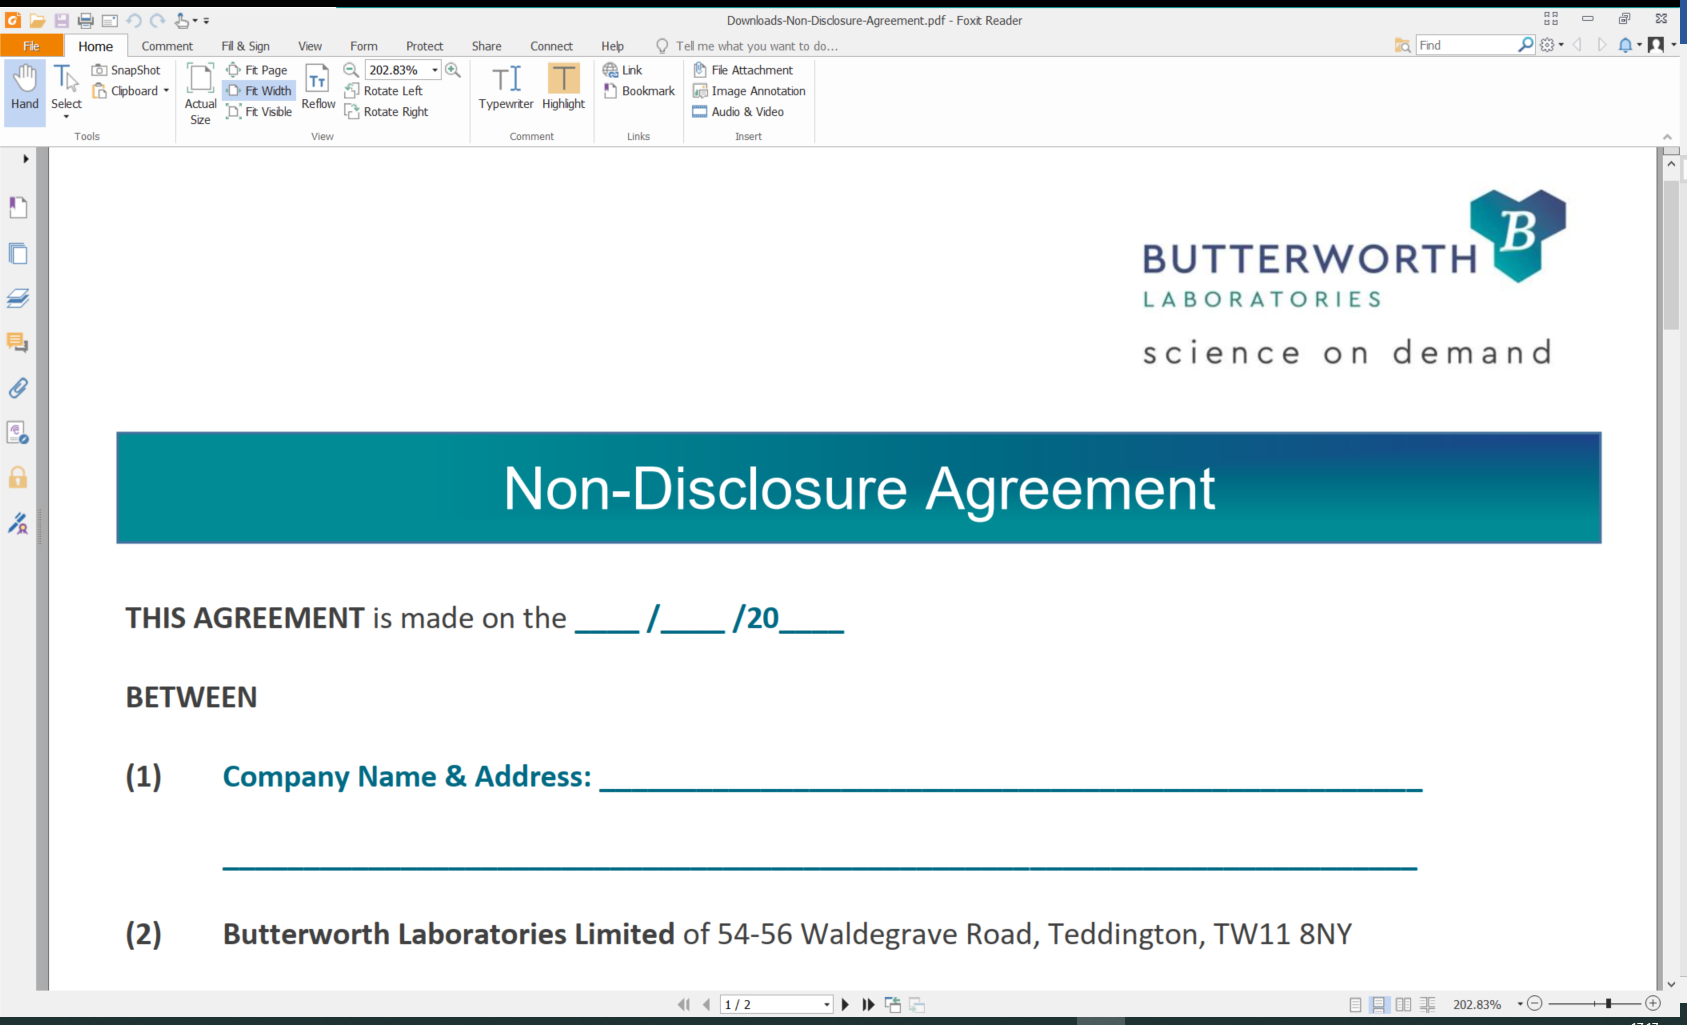 Downloads-Non-Disclosure-Agreement.pdf - Foxit Reader
File Home Comment Fill & Sign View Form Protect Share Connect Help Tell me what you want to do... Find
Hand
Select
SnapShot
Clipboard
Tools
Actual Size
Fit Page
Fit Width
Fit Visible
Reflow
202.83%
Rotate Left
Rotate Right
View
Typewriter
Highlight
Comment
Link
Bookmark
Links
File Attachment
Image Annotation
Audio & Video
Insert
B
BUTTERWORTH
LABORATORIES
science on demand
Non-Disclosure Agreement
THIS AGREEMENT is made on the ____ /____ /20____
BETWEEN
(1) Company Name & Address: ____
(2) Butterworth Laboratories Limited of 54-56 Waldegrave Road, Teddington, TW11 8NY
1 / 2
202.83%